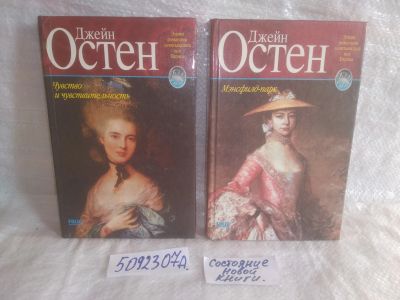 Джейн
Остен
Чувство
и чувствительность
Джейн
Остен
Мэнсфилд-парк
5092307А.
Состояние
новой
книги.